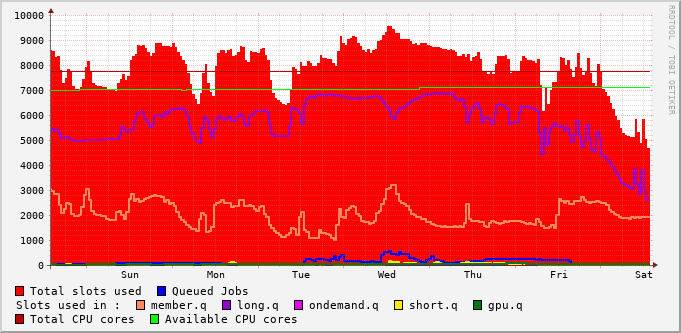 10000
9000
8000
7000
6000
5000
4000
3000
2000
1000
0
Sun Mon Tue Wed Thu Fri Sat
RRDTOOL / TOBI OETIKER
Total slots used Queued Jobs
Slots used in : member.q long.q ondemand.q short.q gpu.q
Total CPU cores Available CPU cores